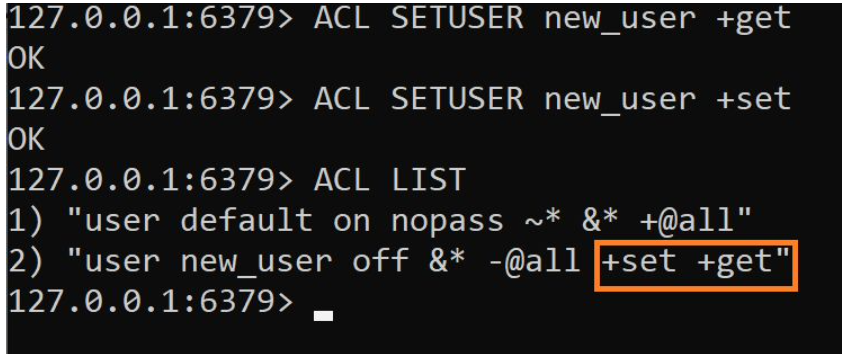 127.0.0.1:6379> ACL SETUSER new_user +get
OK
127.0.0.1:6379> ACL SETUSER new_user +set
OK
127.0.0.1:6379> ACL LIST
1) "user default on nopass ~* &* +@all"
2) "user new_user off &* -@all +set +get"
127.0.0.1:6379>